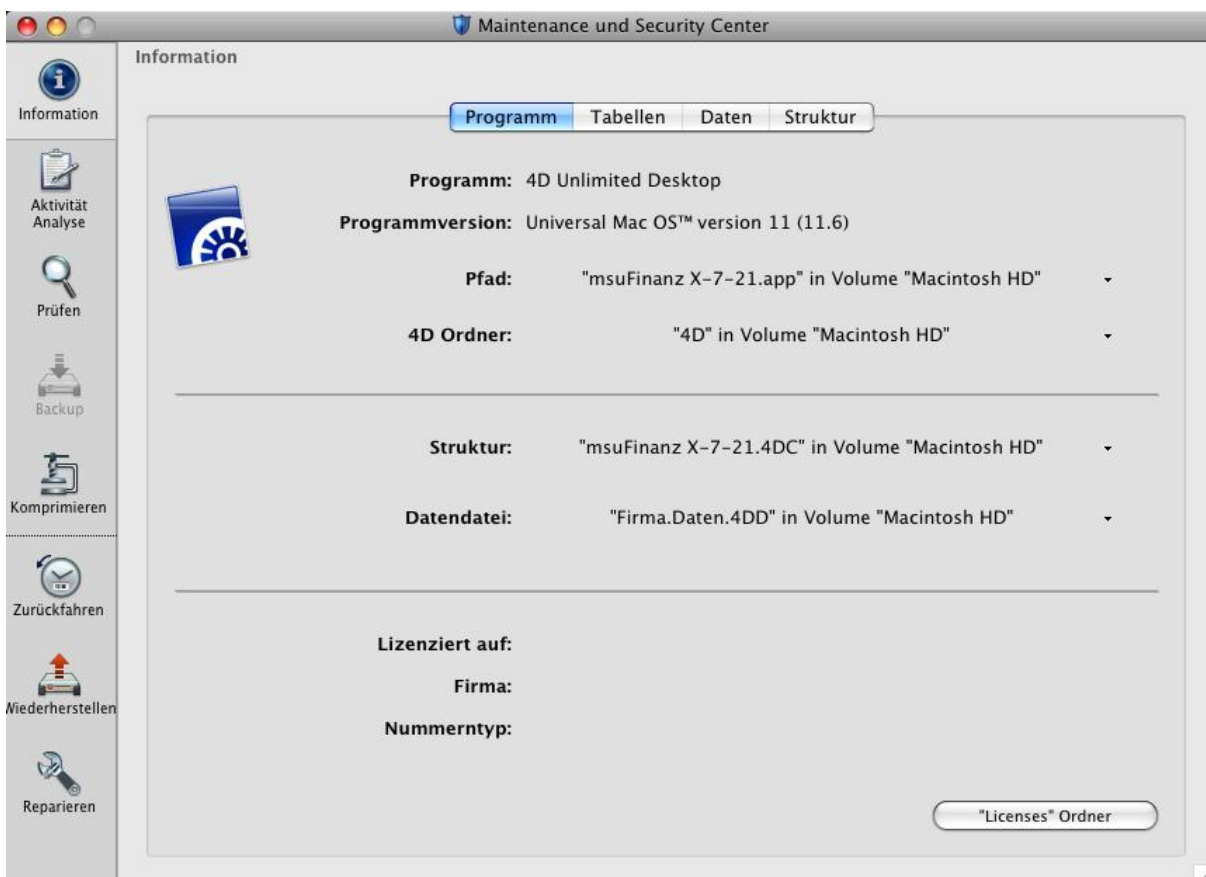 Maintenance und Security Center
Information
Information
Aktivität
Analyse
Prüfen
Backup
Komprimieren
Zurückfahren
Wiederherstellen
Reparieren
Programm Tabellen Daten Struktur
Programm: 4D Unlimited Desktop
Programmversion: Universal Mac OS™ version 11 (11.6)
Pfad: "msuFinanz X-7-21.app" in Volume "Macintosh HD"
4D Ordner: "4D" in Volume "Macintosh HD"
Struktur: "msuFinanz X-7-21.4DC" in Volume "Macintosh HD"
Datendatei: "Firma.Daten.4DD" in Volume "Macintosh HD"
Lizenziert auf:
Firma:
Nummerntyp:
"Licenses" Ordner